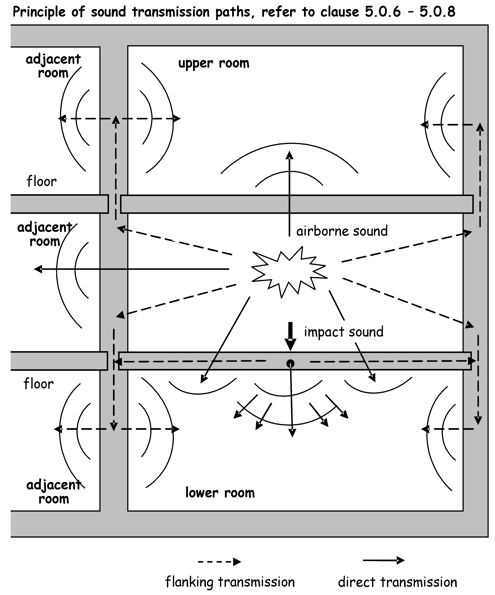 Principle of sound transmission paths, refer to clause 5.0.6 - 5.0.8
adjacent
room
upper room
floor
adjacent
room
airborne sound
impact sound
floor
adjacent
room
lower room
flanking transmission
direct transmission